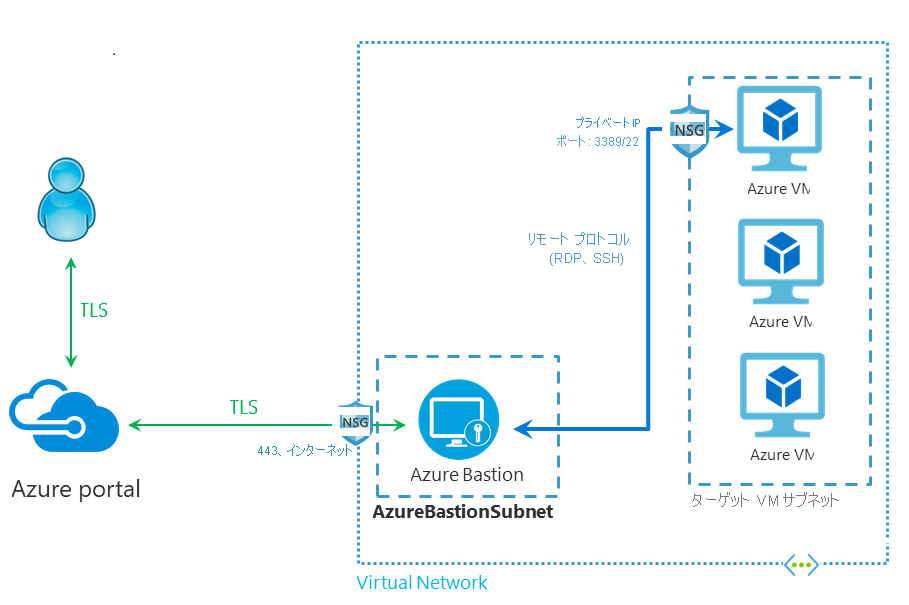 プライベート IP
ポート: 3389/22
NSG
Azure VM
リモート プロトコル
(RDP、SSH)
Azure VM
TLS
TLS
NSG
443、インターネット
Azure VM
Azure Bastion
Azure portal
AzureBastionSubnet
ターゲット VM サブネット
Virtual Network